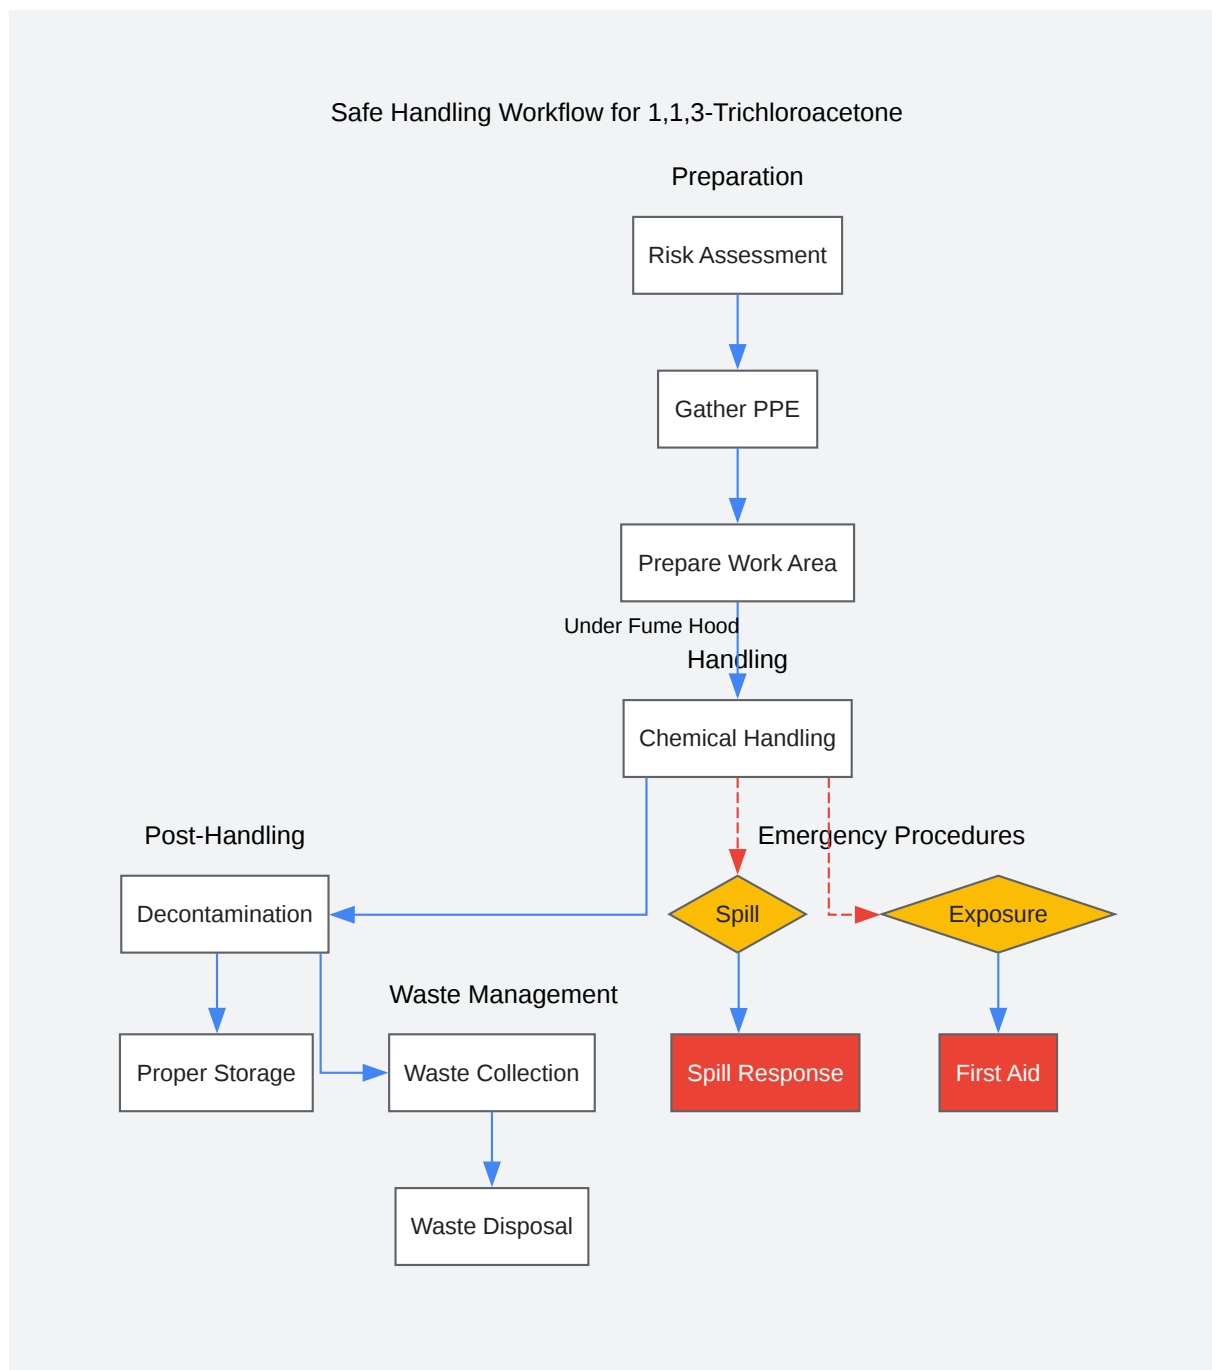 Safe Handling Workflow for 1,1,3-Trichloroacetone
Preparation
Risk Assessment
Gather PPE
Prepare Work Area
Under Fume Hood
Handling
Chemical Handling
Post-Handling
Emergency Procedures
Decontamination
Spill
Exposure
Waste Management
Proper Storage
Waste Collection
Spill Response
First Aid
Waste Disposal